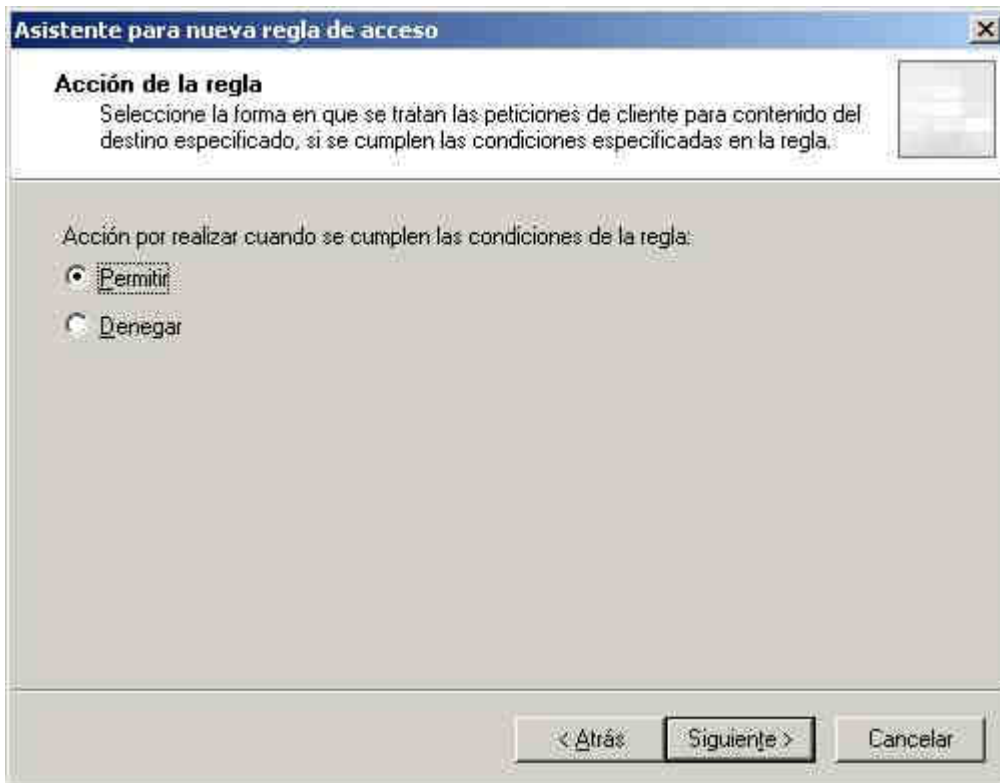 Asistente para nueva regla de acceso
Acción de la regla
Seleccione la forma en que se tratan las peticiones de cliente para contenido del
destino especificado, si se cumplen las condiciones especificadas en la regla.
Acción por realizar cuando se cumplen las condiciones de la regla:
Permitir
Denegar
< Atrás
Siguiente >
Cancelar